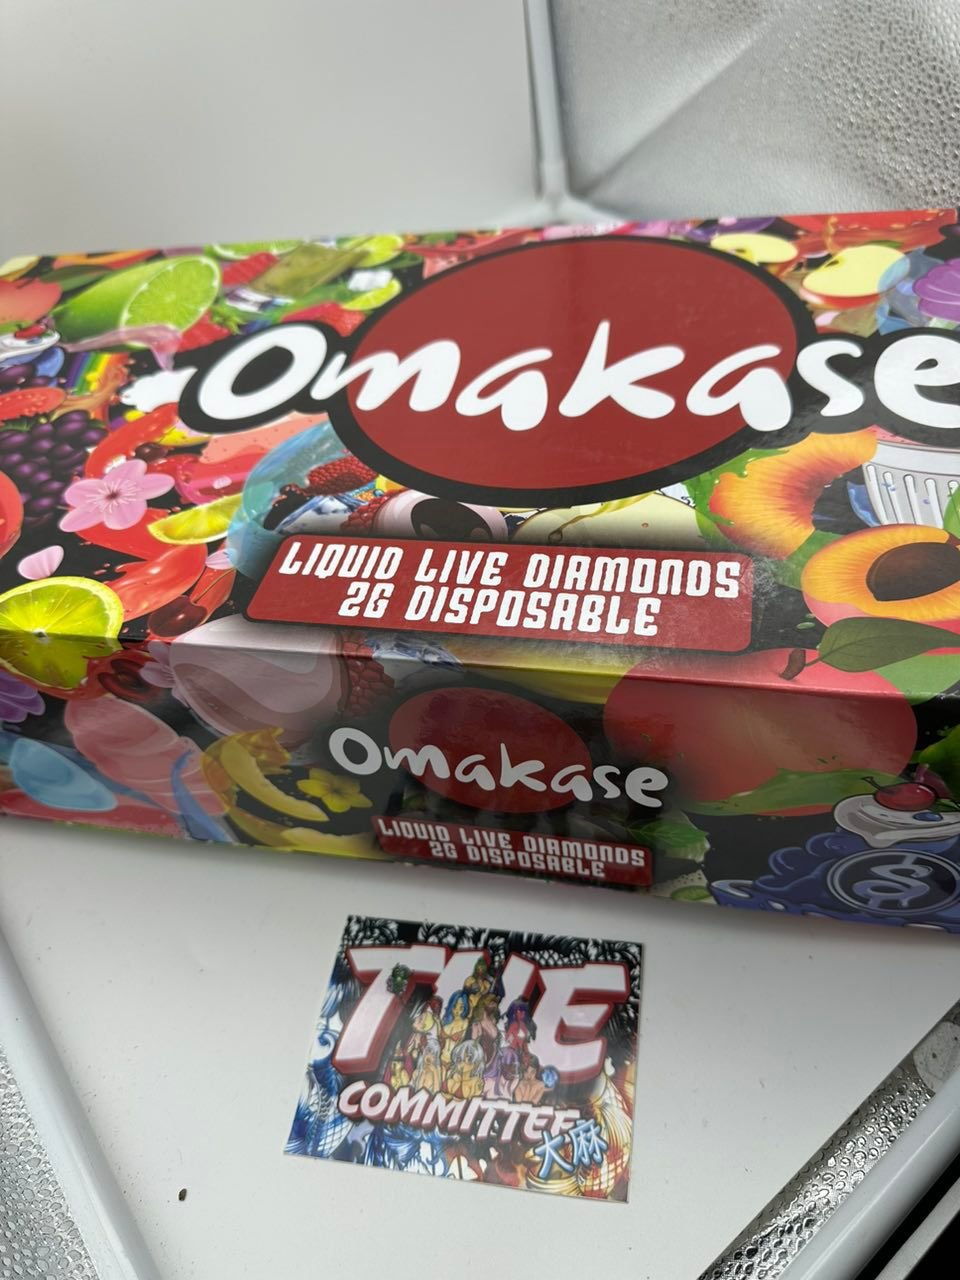 Omakase
LIQUID LIVE DIAMONDS
2G DISPOSABLE
Omakase
LIQUID LIVE DIAMONDS
2G DISPOSABLE
THE
COMMITTEE
大麻